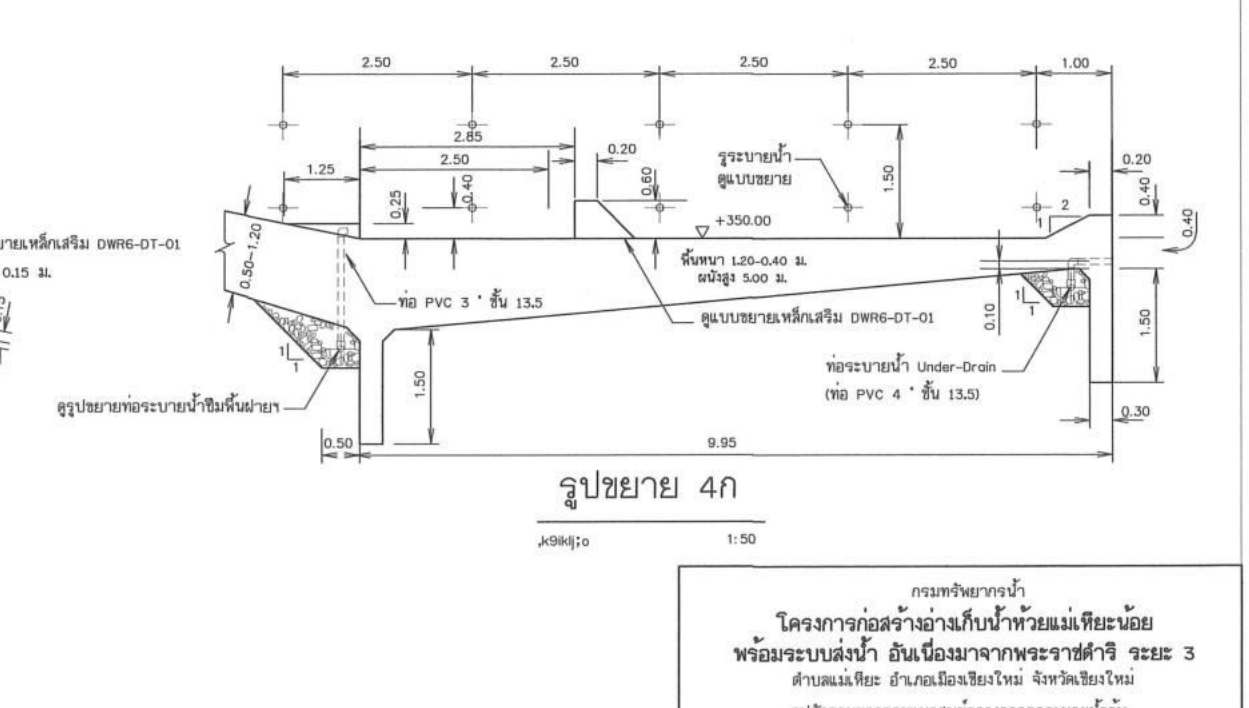 2.50 2.50 2.50 2.50 1.00
2.85
2.50
1.25
0.20
0.25
0.40
0.60
รูระบายน้ำ
ดูแบบขยาย
1.50
0.20
0.40
0.40
2
1
+350.00
พื้นหนา 1.20-0.40 ม.
ผนังสูง 5.00 ม.
ขยายเหล็กเสริม DWR6-DT-01
0.15 ม.
0.50-1.20
ท่อ PVC 3 " ชั้น 13.5
ดูแบบขยายเหล็กเสริม DWR6-DT-01
0.10
1
1
1.50
1
1
1.50
ท่อระบายน้ำ Under-Drain
(ท่อ PVC 4 " ชั้น 13.5)
ดูรูปขยายท่อระบายน้ำซึมพื้นฝายฯ
0.30
0.50
9.95
รูปขยาย 4ก
,k9iklj;o 1:50
กรมทรัพยากรน้ำ
โครงการก่อสร้างอ่างเก็บน้ำห้วยแม่เหียะน้อย
พร้อมระบบส่งน้ำ อันเนื่องมาจากพระราชดำริ ระยะ 3
ตำบลแม่เหียะ อำเภอเมืองเชียงใหม่ จังหวัดเชียงใหม่